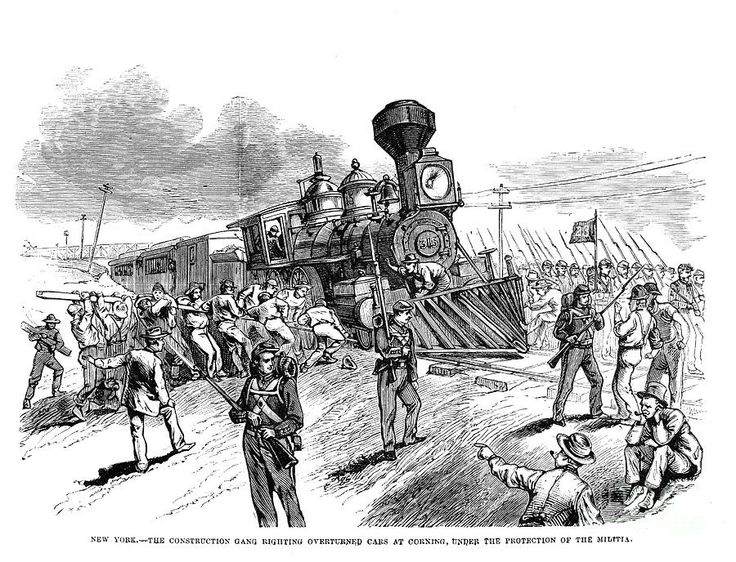 NEW YORK.—THE CONSTRUCTION GANG RIGHTING OVERTURNED CARS AT CORNING, UNDER THE PROTECTION OF THE MILITIA.